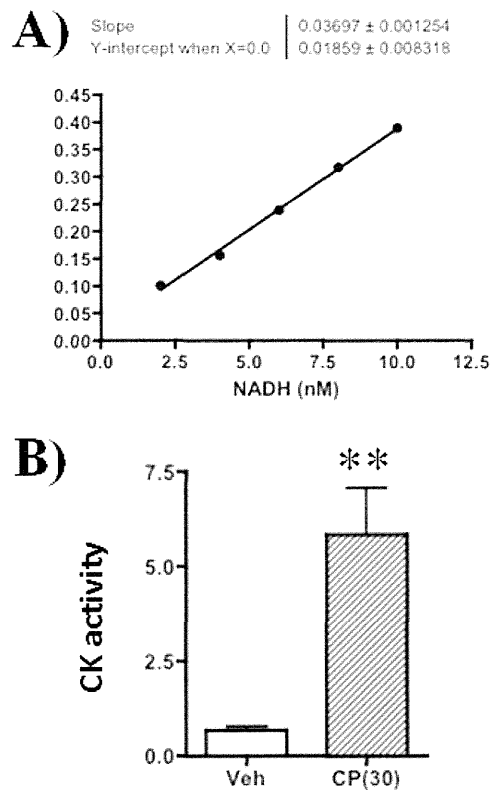 A)
Slope 0.03697 ± 0.001254
Y-intercept when X=0.0 0.01859 ± 0.008318
0.45
0.40
0.35
0.30
0.25
0.20
0.15
0.10
0.05
0.00
0.0 2.5 5.0 7.5 10.0 12.5
NADH (nM)
B)
**
7.5
5.0
2.5
0.0
CK activity
Veh CP(30)